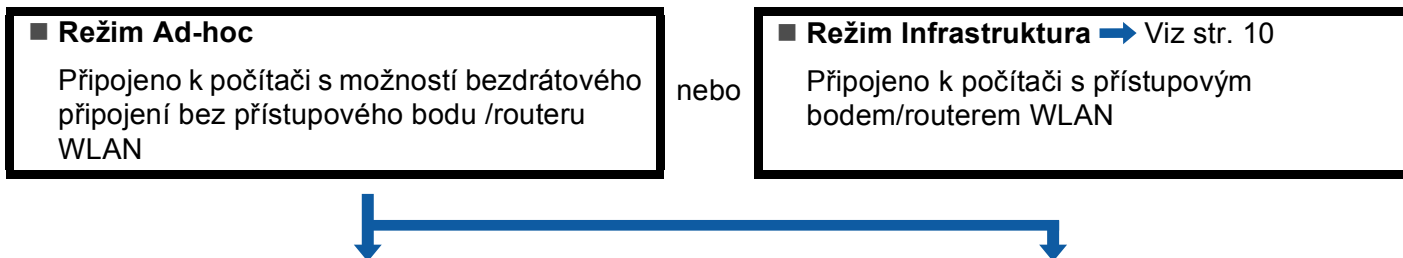 ■ Režim Ad-hoc
Připojeno k počítači s možností bezdrátového
připojení bez přístupového bodu /routeru
WLAN
nebo
■ Režim Infrastruktura ➡ Viz str. 10
Připojeno k počítači s přístupovým
bodem/routerem WLAN